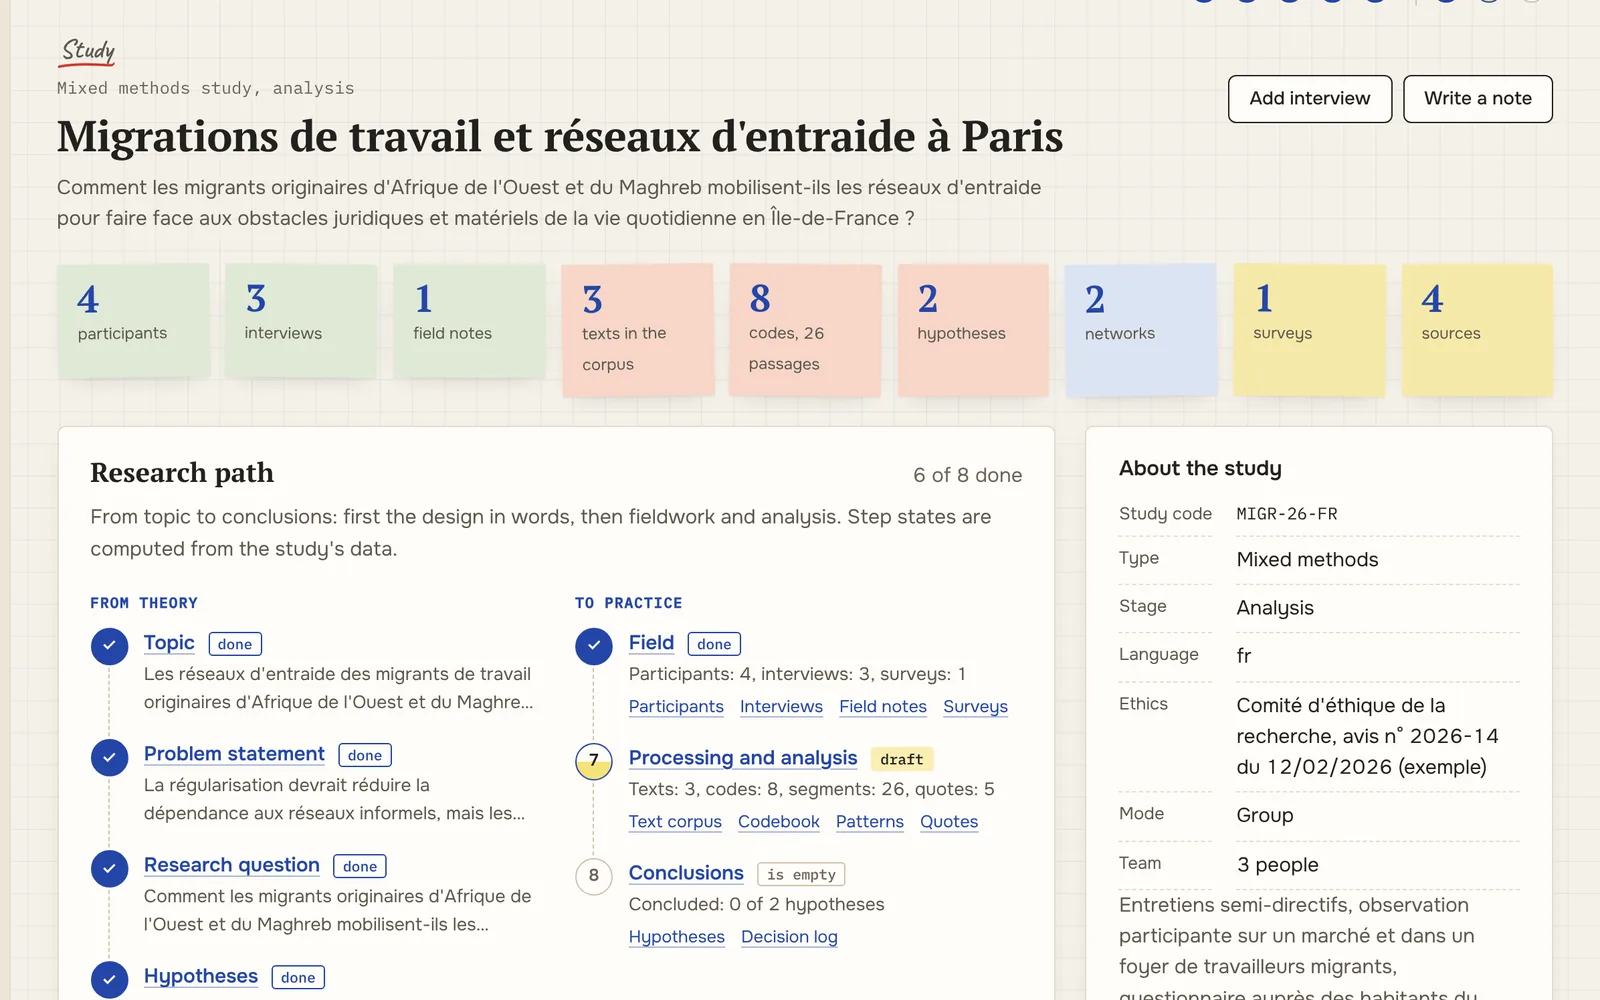 Study
Mixed methods study, analysis
Migrations de travail et réseaux d'entraide à Paris
Comment les migrants originaires d'Afrique de l'Ouest et du Maghreb mobilisent-ils les réseaux d'entraide
pour faire face aux obstacles juridiques et matériels de la vie quotidienne en Île-de-France ?
Add interview
Write a note
4
participants
3
interviews
1
field notes
3
texts in the
corpus
8
codes, 26
passages
2
hypotheses
2
networks
1
surveys
4
sources
Research path
6 of 8 done
From topic to conclusions: first the design in words, then fieldwork and analysis. Step states are
computed from the study's data.
FROM THEORY
Topic done
Les réseaux d'entraide des migrants de travail
originaires d'Afrique de l'Ouest et du Maghre...
Problem statement done
La régularisation devrait réduire la
dépendance aux réseaux informels, mais les...
Research question done
Comment les migrants originaires d'Afrique de
l'Ouest et du Maghreb mobilisent-ils les...
Hypotheses done
TO PRACTICE
Field done
Participants: 4, interviews: 3, surveys: 1
Participants Interviews Field notes Surveys
7 Processing and analysis draft
Texts: 3, codes: 8, segments: 26, quotes: 5
Text corpus Codebook Patterns Quotes
8 Conclusions is empty
Concluded: 0 of 2 hypotheses
Hypotheses Decision log
About the study
Study code MIGR-26-FR
Type Mixed methods
Stage Analysis
Language fr
Ethics Comité d'éthique de la
recherche, avis n° 2026-14
du 12/02/2026 (exemple)
Mode Group
Team 3 people
Entretiens semi-directifs, observation
participante sur un marché et dans un
foyer de travailleurs migrants,
questionnaire auprès des habitants du